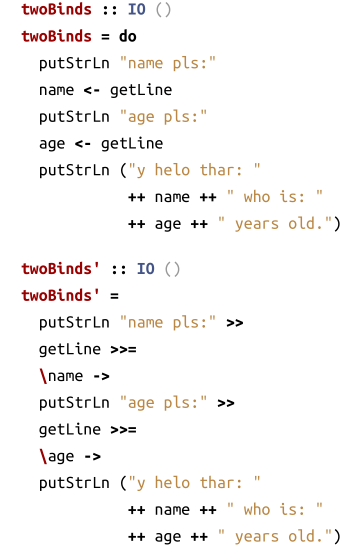 twoBinds :: IO ()
twoBinds = do
  putStrLn "name pls:"
  name <- getLine
  putStrLn "age pls:"
  age <- getLine
  putStrLn ("y helo thar: "
            ++ name ++ " who is: "
            ++ age ++ " years old.")
twoBinds' :: IO ()
twoBinds' =
  putStrLn "name pls:" >>
  getLine >>=
  \name ->
  putStrLn "age pls:" >>
  getLine >>=
  \age ->
  putStrLn ("y helo thar: "
            ++ name ++ " who is: "
            ++ age ++ " years old.")